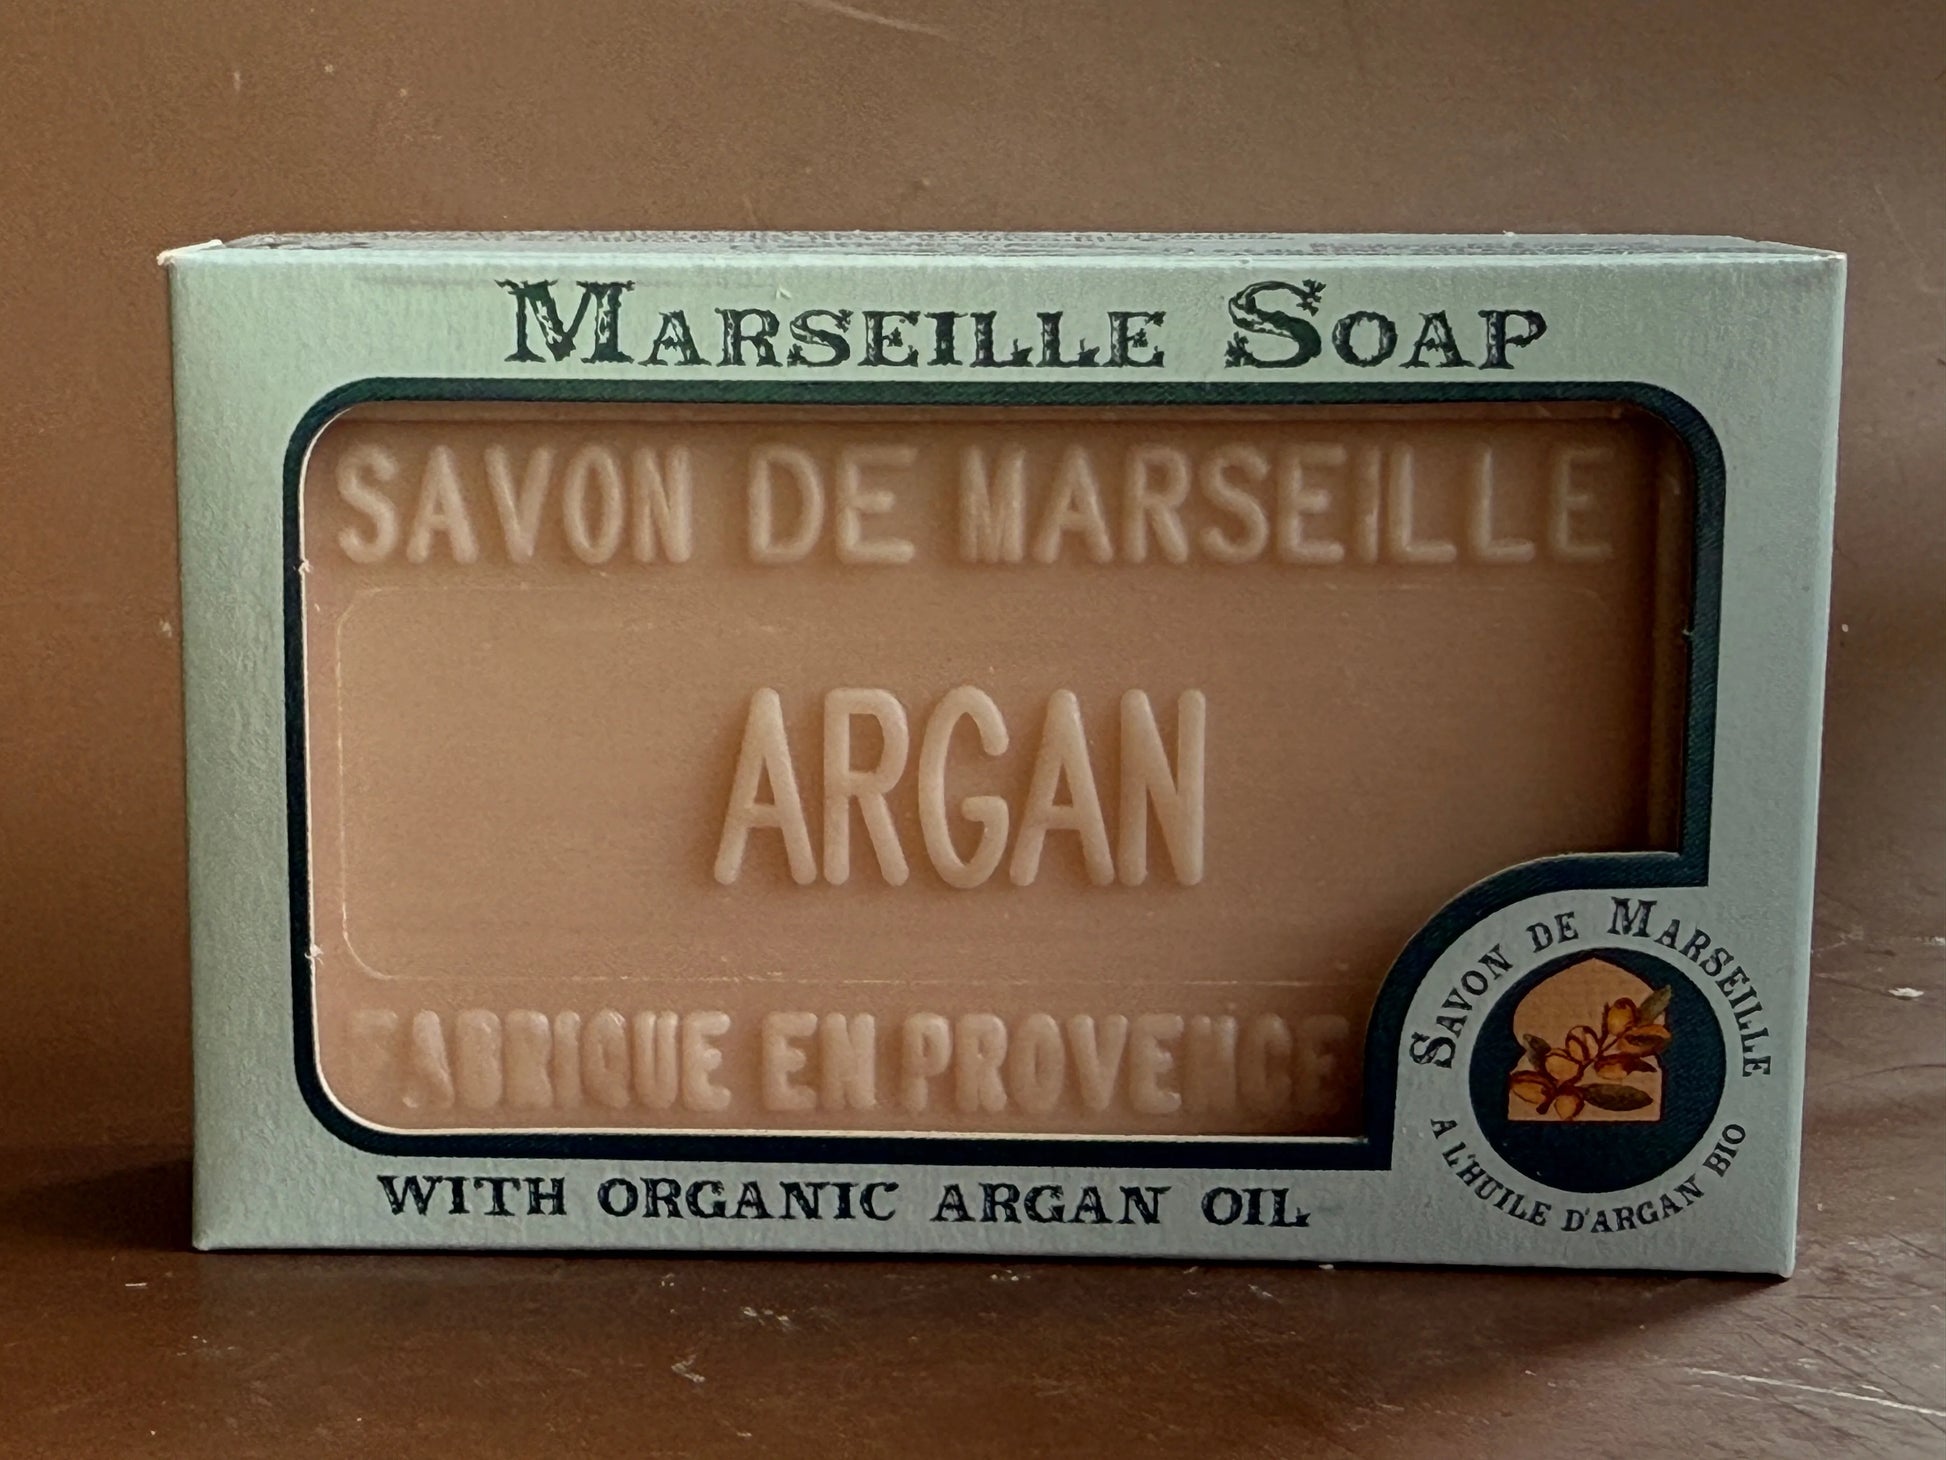 MARSEILLE SOAP
SAVON DE MARSEILLE
ARGAN
FABRIQUE EN PROVENCE
WITH ORGANIC ARGAN OIL
SAVON DE MARSEILLE
A L'HUILE D'ARGAN BIO